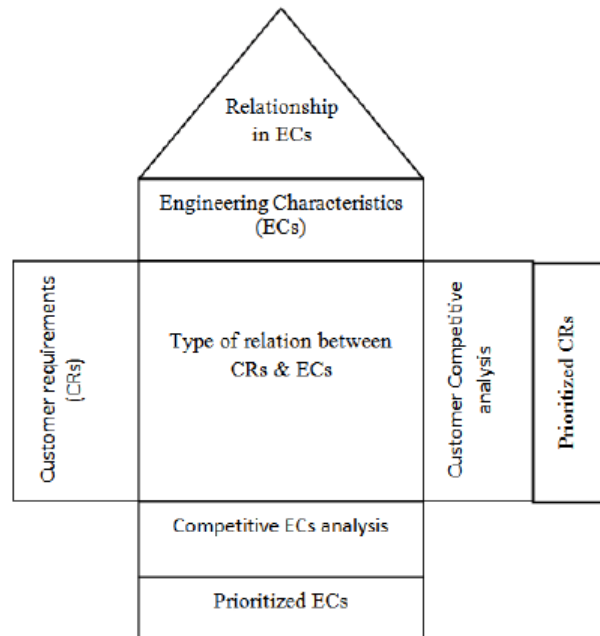 Relationship
in ECs
Engineering Characteristics
(ECs)
Customer requirements
(CRs)
Type of relation between
CRs & ECs
Customer Competitive
analysis
Prioritized CRs
Competitive ECs analysis
Prioritized ECs